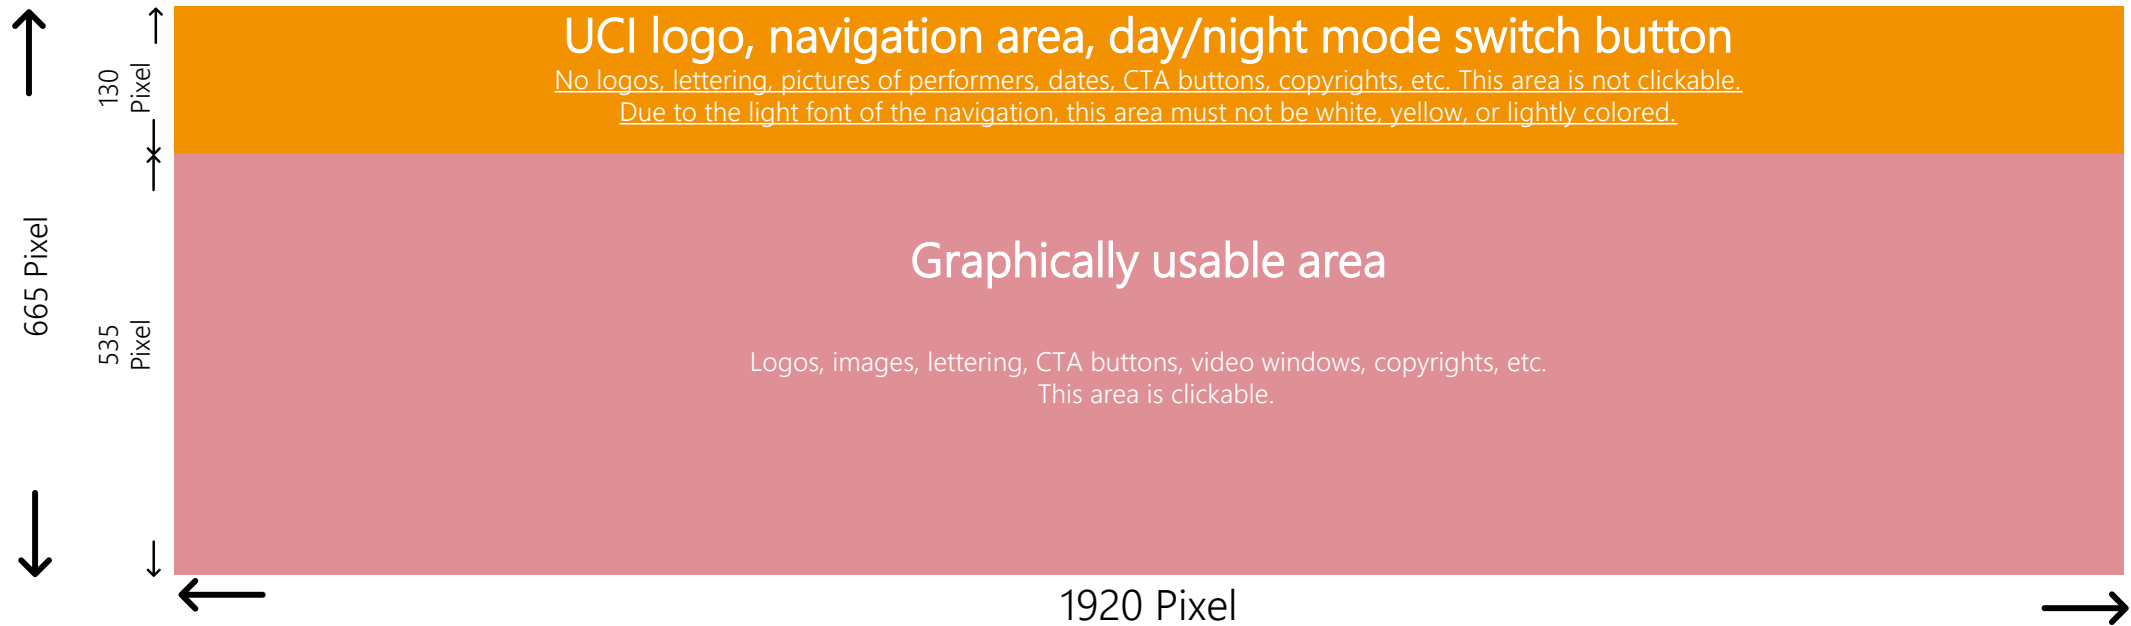 UCI logo, navigation area, day/night mode switch button
No logos, lettering, pictures of performers, dates, CTA buttons, copyrights, etc. This area is not clickable.
Due to the light font of the navigation, this area must not be white, yellow, or lightly colored.
130
Pixel
665 Pixel
Graphically usable area
535
Pixel
Logos, images, lettering, CTA buttons, video windows, copyrights, etc.
This area is clickable.
1920 Pixel